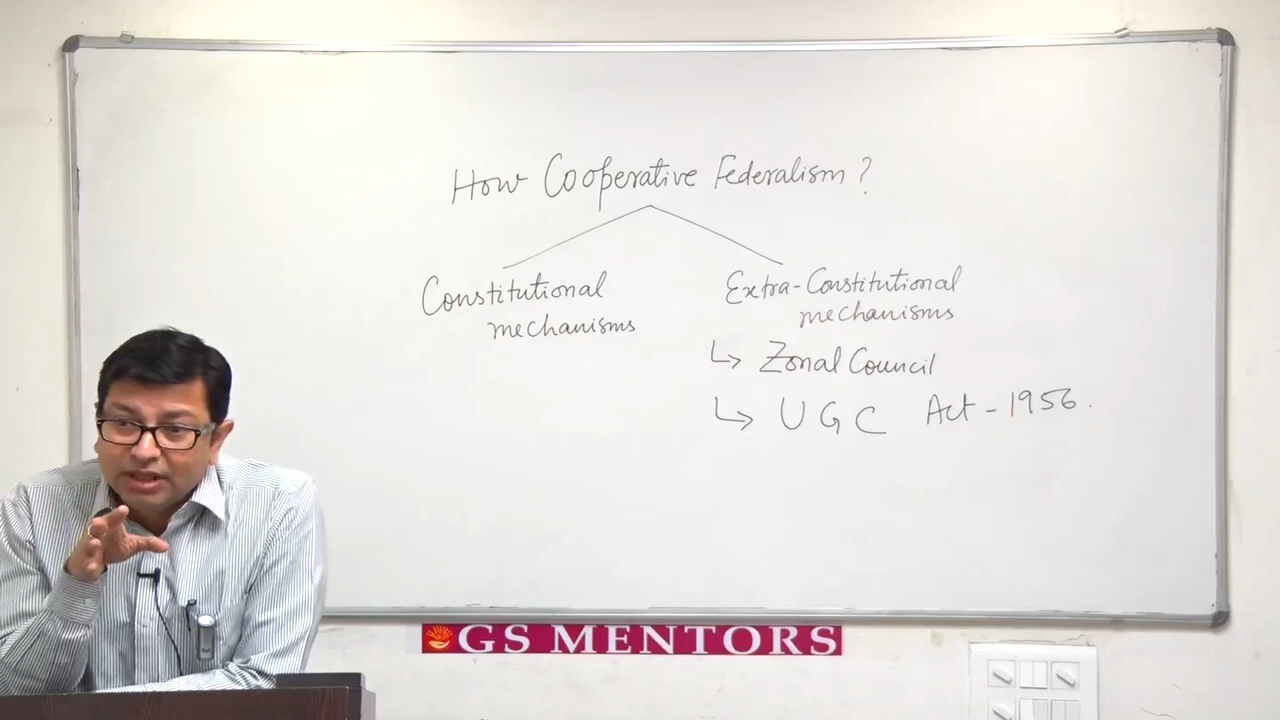 How Cooperative Federalism?
Constitutional
mechanisms
Extra-Constitutional
mechanisms
↳ Zonal Council
↳ UGC Act - 1956.
GS MENTORS